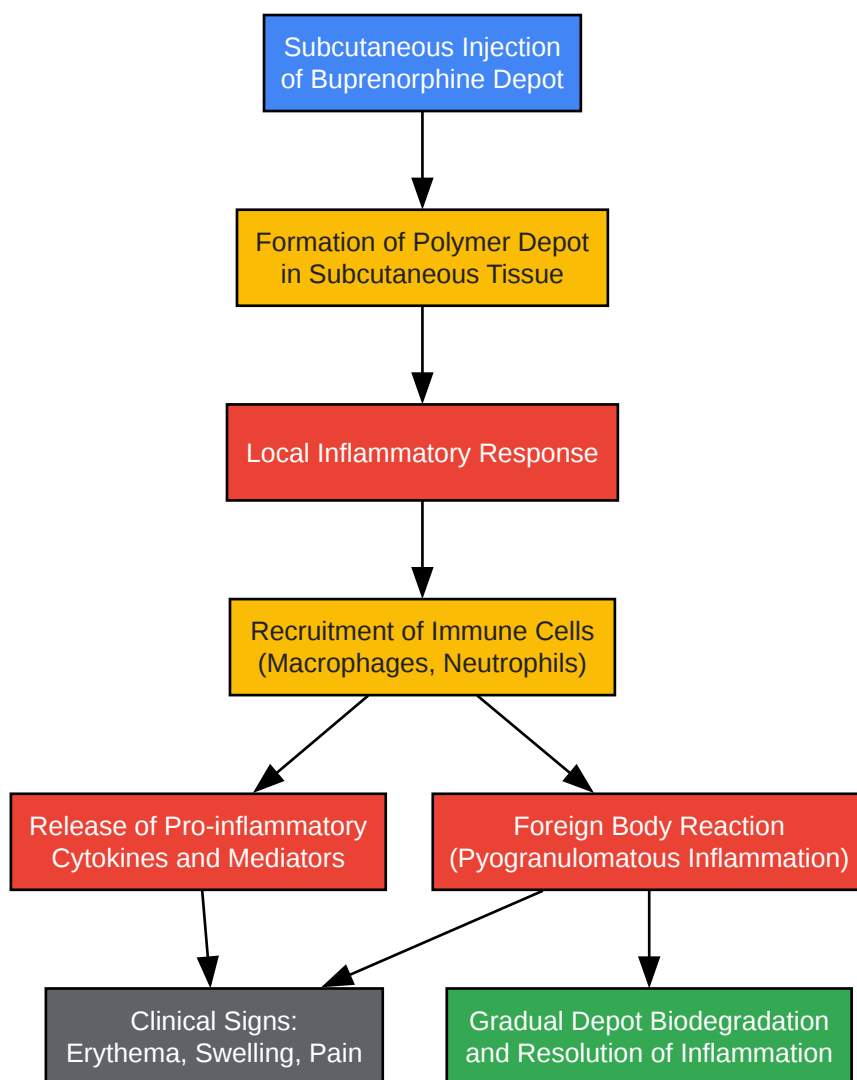 Subcutaneous Injection
of Buprenorphine Depot
Formation of Polymer Depot
in Subcutaneous Tissue
Local Inflammatory Response
Recruitment of Immune Cells
(Macrophages, Neutrophils)
Release of Pro-inflammatory
Cytokines and Mediators
Foreign Body Reaction
(Pyogranulomatous Inflammation)
Clinical Signs:
Erythema, Swelling, Pain
Gradual Depot Biodegradation
and Resolution of Inflammation